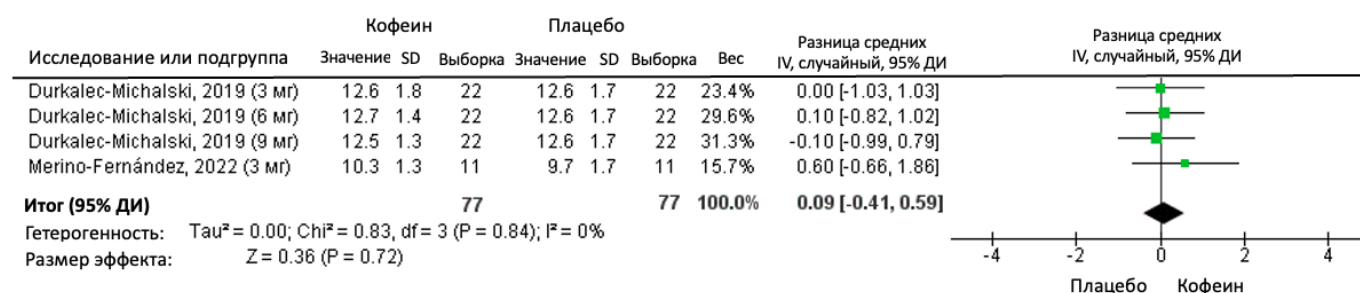 Кофеин Плацебо
Разница средних Разница средних
Исследование или подгруппа Значение SD Выборка Значение SD Выборка Вес IV, случайный, 95% ДИ IV, случайный, 95% ДИ
Durkalec-Michalski, 2019 (3 мг) 12.6 1.8 22 12.6 1.7 22 23.4% 0.00 [-1.03, 1.03]
Durkalec-Michalski, 2019 (6 мг) 12.7 1.4 22 12.6 1.7 22 29.6% 0.10 [-0.82, 1.02]
Durkalec-Michalski, 2019 (9 мг) 12.5 1.3 22 12.6 1.7 22 31.3% -0.10 [-0.99, 0.79]
Merino-Fernández, 2022 (3 мг) 10.3 1.3 11 9.7 1.7 11 15.7% 0.60 [-0.66, 1.86]
Итог (95% ДИ) 77 77 100.0% 0.09 [-0.41, 0.59]
Гетерогенность: Tau² = 0.00; Chi² = 0.83, df = 3 (P = 0.84); I² = 0%
Размер эффекта: Z = 0.36 (P = 0.72)
-4 -2 0 2 4
Плацебо Кофеин